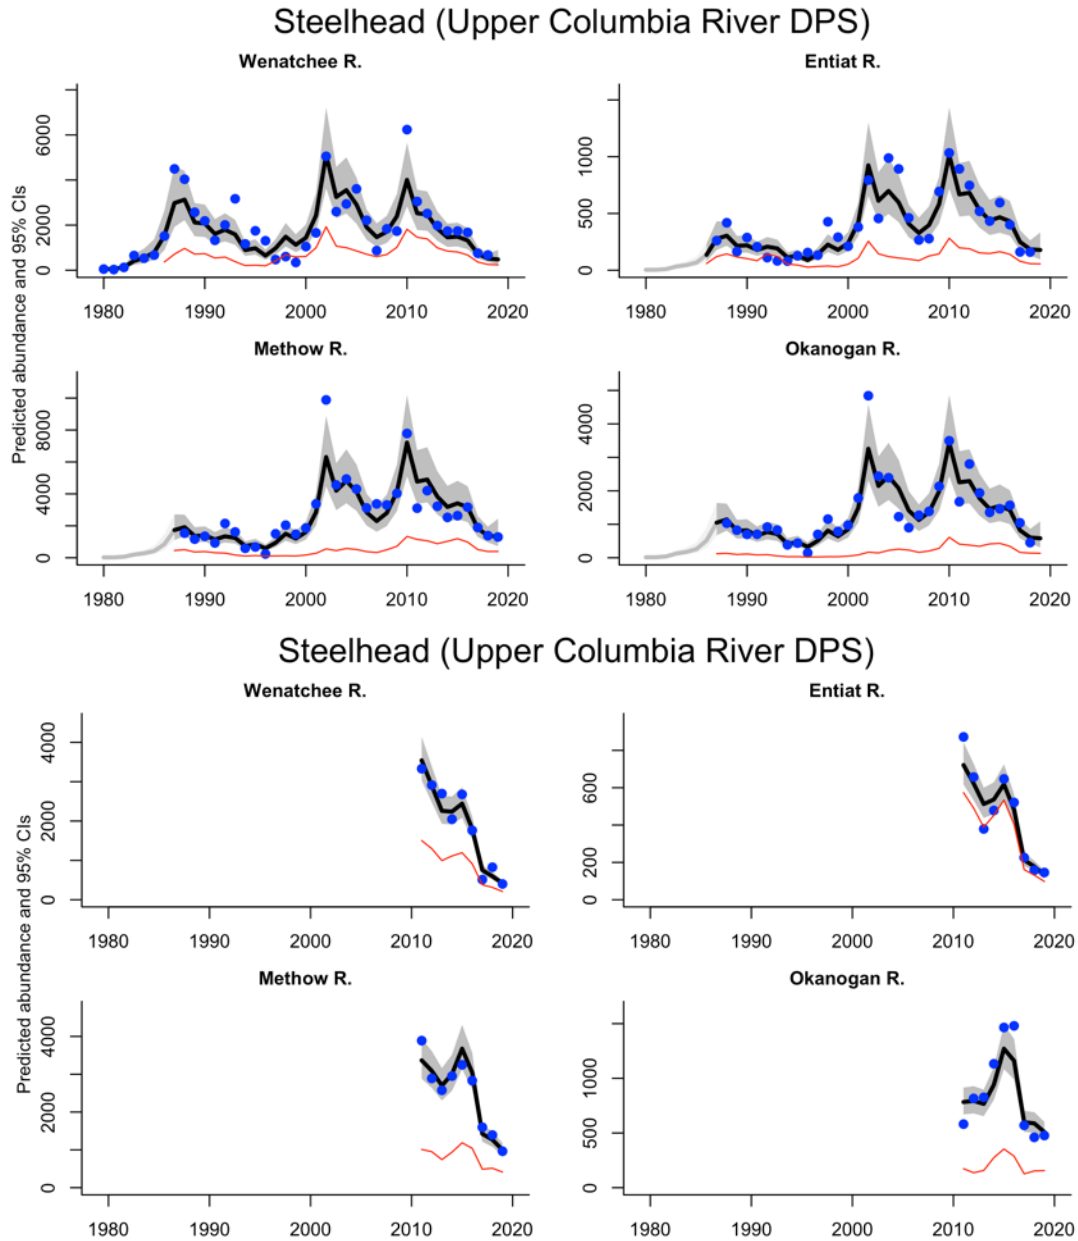 Steelhead (Upper Columbia River DPS)
Wenatchee R.
Entiat R.
Predicted abundance and 95% CIs
0 2000 6000
1980 1990 2000 2010 2020
0 500 1000
1980 1990 2000 2010 2020
Methow R.
Okanogan R.
0 4000 8000
1980 1990 2000 2010 2020
0 2000 4000
1980 1990 2000 2010 2020
Steelhead (Upper Columbia River DPS)
Wenatchee R.
Entiat R.
Predicted abundance and 95% CIs
0 2000 4000
1980 1990 2000 2010 2020
0 200 600
1980 1990 2000 2010 2020
Methow R.
Okanogan R.
0 2000 4000
1980 1990 2000 2010 2020
0 500 1000
1980 1990 2000 2010 2020